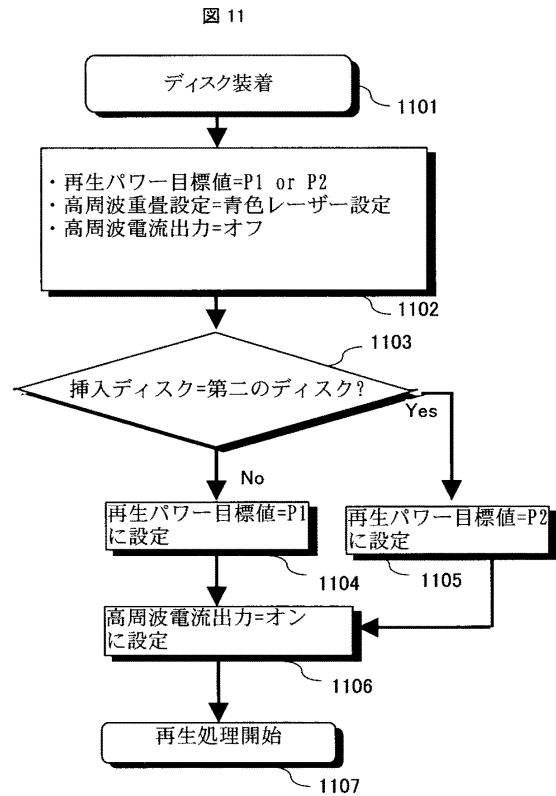 図 11
ディスク装着
1101
・再生パワー目標値=P1 or P2
・高周波重畳設定=青色レーザー設定
・高周波電流出力=オフ
1102
1103
挿入ディスク=第二のディスク?
Yes
No
再生パワー目標値=P1
に設定
1104
再生パワー目標値=P2
に設定
1105
高周波電流出力=オン
に設定
1106
再生処理開始
1107